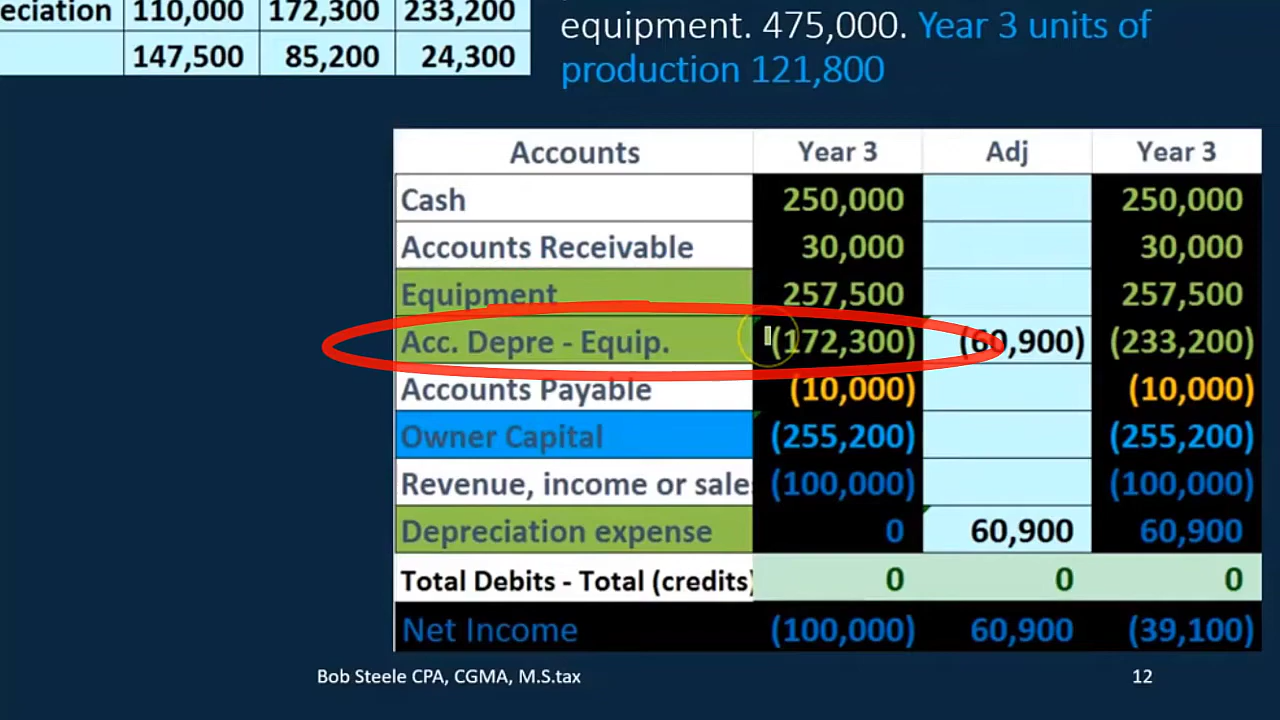 eciation 110,000 172,300 233,200
147,500 85,200 24,300
equipment. 475,000. Year 3 units of
production 121,800
Accounts Year 3 Adj Year 3
Cash 250,000 250,000
Accounts Receivable 30,000 30,000
Equipment 257,500 257,500
Acc. Depre - Equip. (172,300) (60,900) (233,200)
Accounts Payable (10,000) (10,000)
Owner Capital (255,200) (255,200)
Revenue, income or sale (100,000) (100,000)
Depreciation expense 0 60,900 60,900
Total Debits - Total (credits) 0 0 0
Net Income (100,000) 60,900 (39,100)
Bob Steele CPA, CGMA, M.S.tax 12